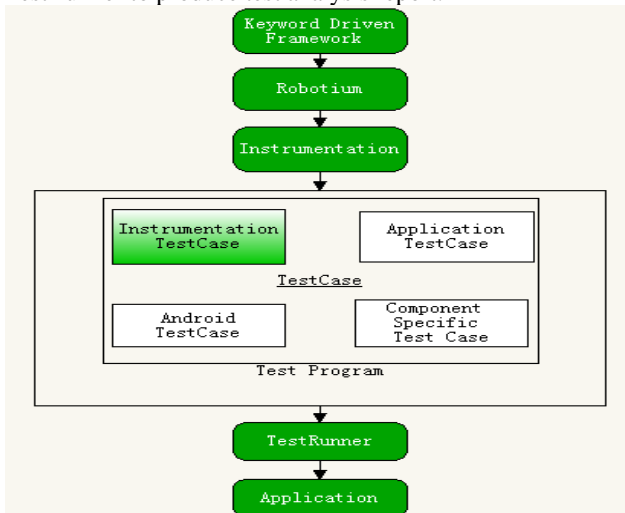 Keyword Driven
Framework
Robotium
Instrumentation
Instrumentation
TestCase
Application
TestCase
TestCase
Android
TestCase
Component
Specific
Test Case
Test Program
TestRunner
Application